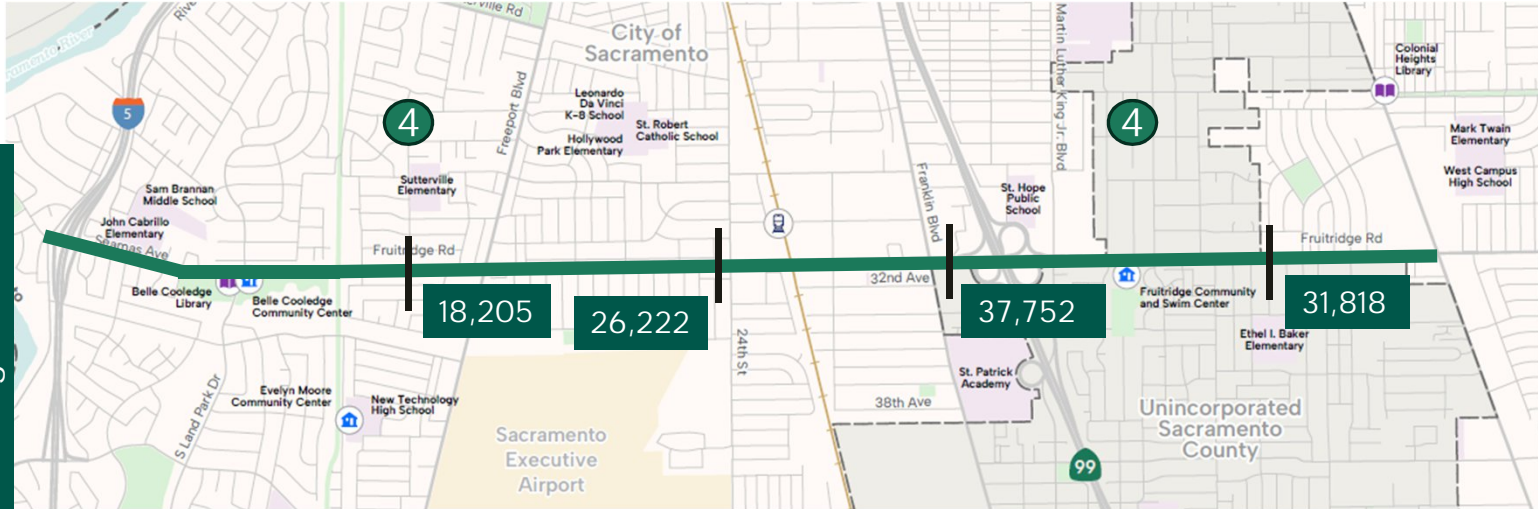 erville Rd
City of
Sacramento
Colonial
Heights
Library
5
Leonardo
Da Vinci
K-8 School
4
Freeport Blvd
St. Robert
Catholic School
Hollywood
Park Elementary
4
Martin Luther King Jr. Blvd
Mark Twain
Elementary
West Campus
High School
Sam Brannan
Middle School
Sutterville
Elementary
Franklin Blvd
St. Hope
Public
School
John Cabrillo
Elementary
Seamas Ave
Fruitridge Rd
Fruitridge Rd
32nd Ave
Belle Cooledge
Library
Belle Cooledge
Community Center
18,205
26,222
37,752
Fruitridge Community
and Swim Center
31,818
24th St
Ethel I. Baker
Elementary
S Land Park Dr
Evelyn Moore
Community Center
New Technology
High School
St. Patrick
Academy
38th Ave
Sacramento
Executive
Airport
Unincorporated
Sacramento
County
99